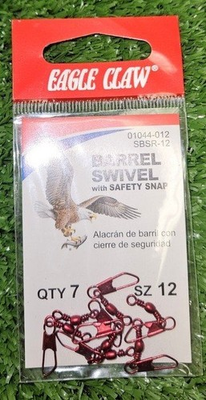 EAGLE CLAW®
01044-012
SBSR-12
BARREL
SWIVEL
with SAFETY SNAP
Alacrán de barril con
cierre de seguridad
QTY 7 SZ 12